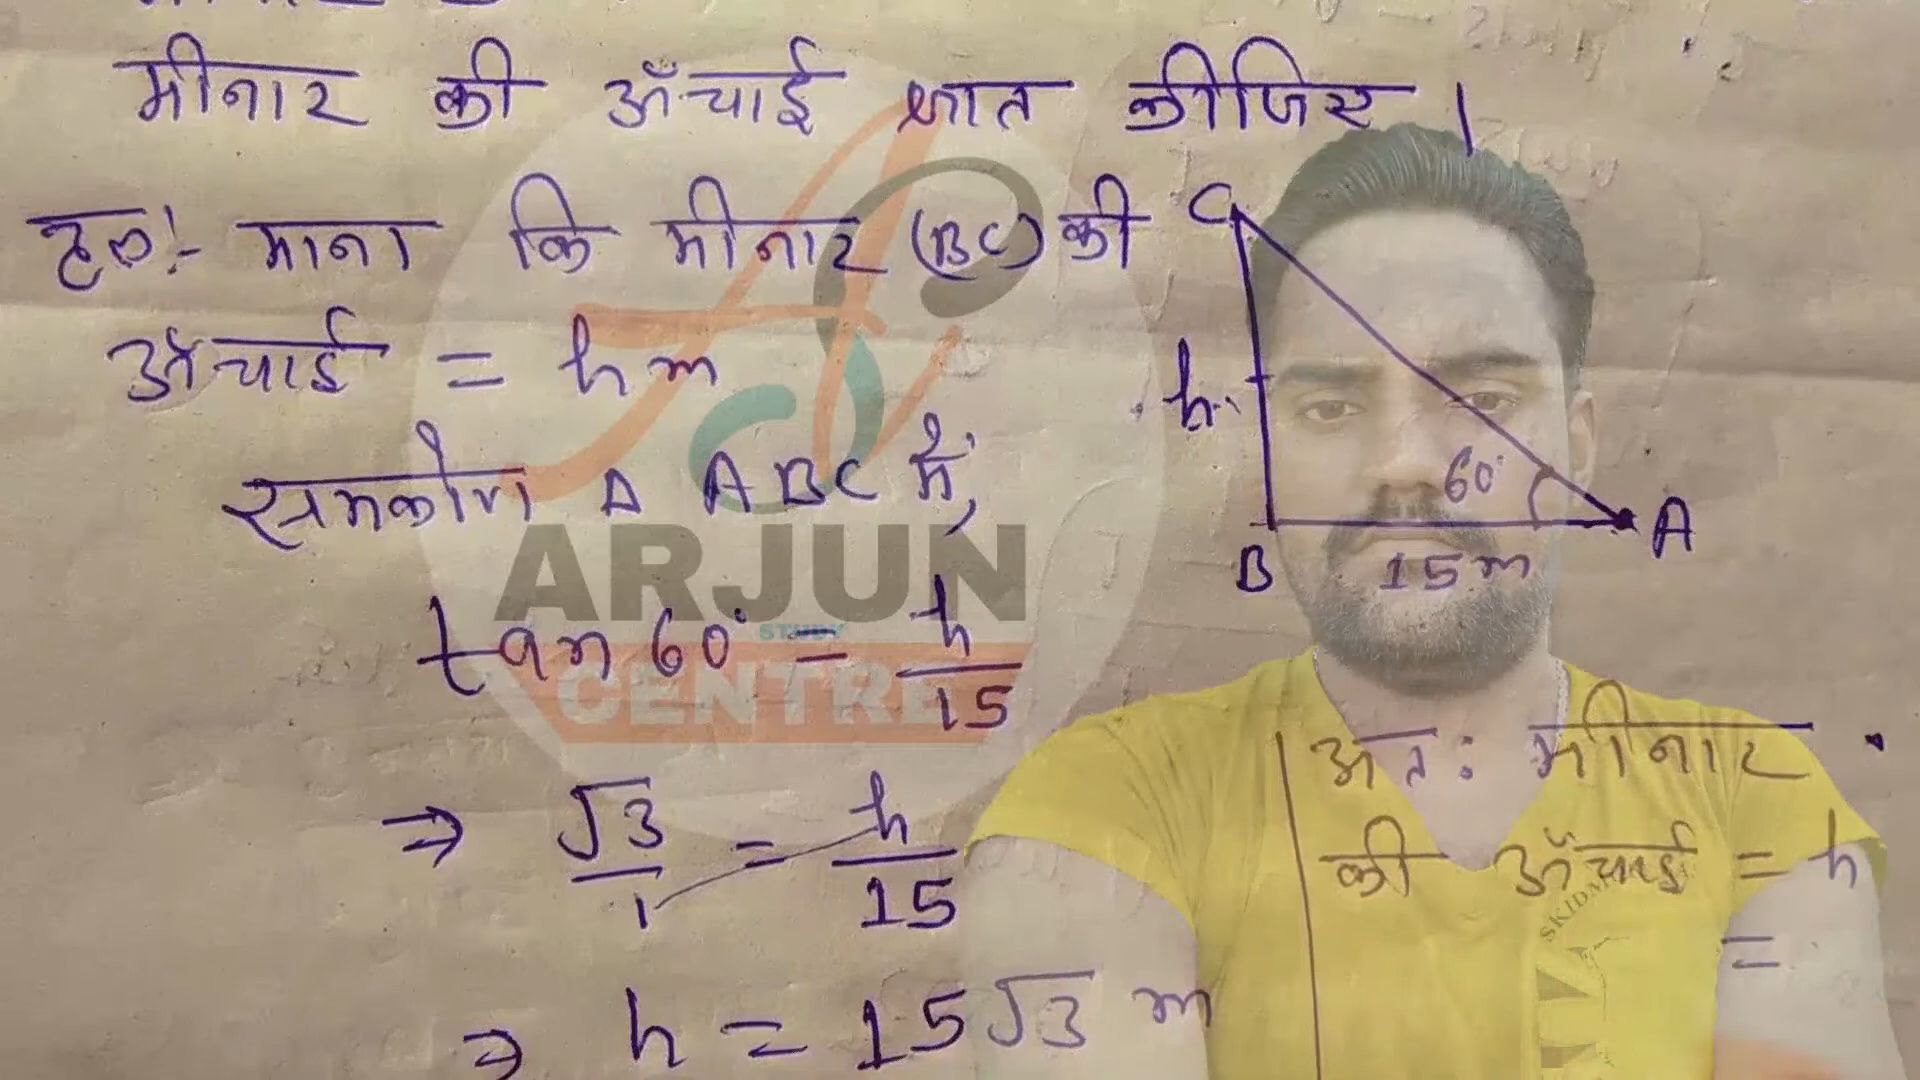 मीनार की ऊँचाई ज्ञात कीजिए।
हल:- माना कि मीनार (BC) की
ऊँचाई = h m
समकोण Δ ABC में,
tan 60° = h/15
⇒ √3/1 = h/15
⇒ h = 15√3 m
C
h
60°
B
15 m
A
अतः मीनार
की ऊँचाई = h
=
ARJUN
STUDY
CENTRE